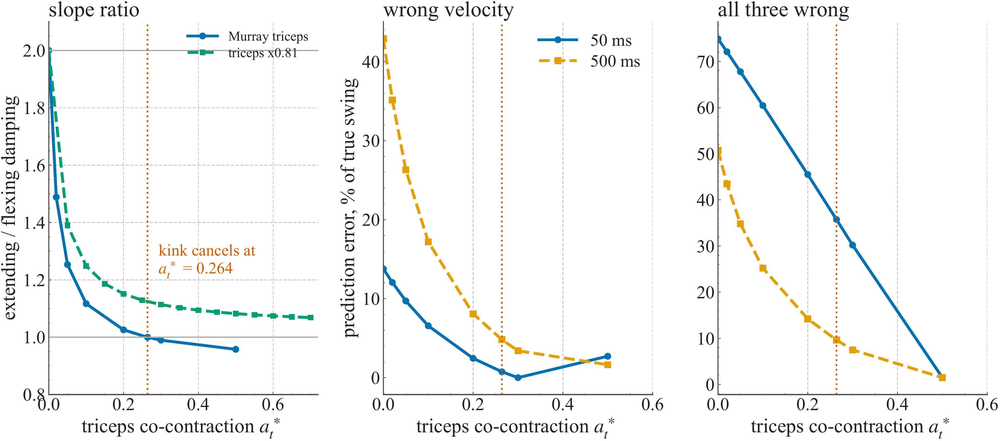 slope ratio
extending / flexing damping
2.0
1.8
1.6
1.4
1.2
1.0
0.8
0.0
0.2
0.4
0.6
triceps co-contraction a_t^*
Murray triceps
triceps x0.81
kink cancels at
a_t^* = 0.264
wrong velocity
prediction error, % of true swing
40
30
20
10
0
0.0
0.2
0.4
0.6
triceps co-contraction a_t^*
50 ms
500 ms
all three wrong
70
60
50
40
30
20
10
0
0.0
0.2
0.4
0.6
triceps co-contraction a_t^*